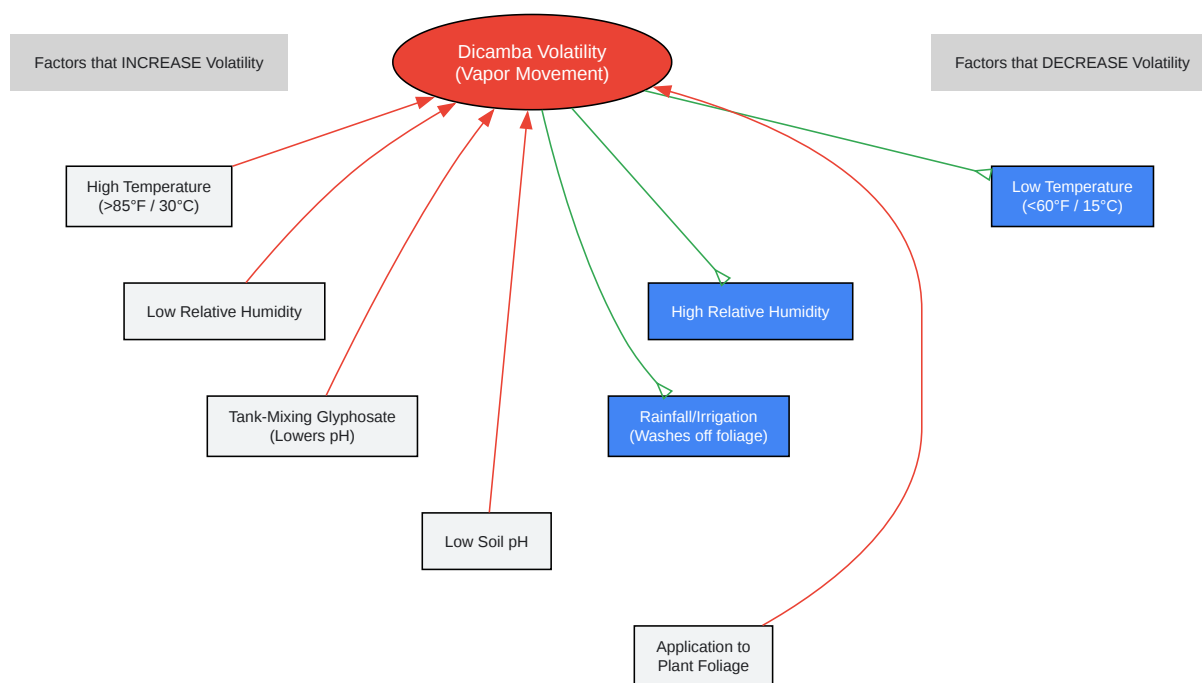 Factors that INCREASE Volatility
Dicamba Volatility
(Vapor Movement)
Factors that DECREASE Volatility
High Temperature
(>85°F / 30°C)
Low Temperature
(<60°F / 15°C)
Low Relative Humidity
High Relative Humidity
Tank-Mixing Glyphosate
(Lowers pH)
Rainfall/Irrigation
(Washes off foliage)
Low Soil pH
Application to
Plant Foliage